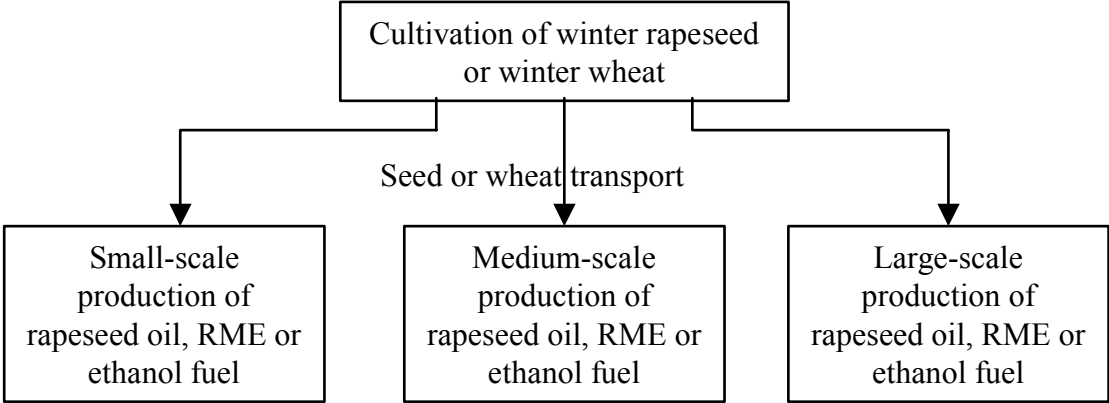 Cultivation of winter rapeseed
or winter wheat
Seed or wheat transport
Small-scale
production of
rapeseed oil, RME or
ethanol fuel
Medium-scale
production of
rapeseed oil, RME or
ethanol fuel
Large-scale
production of
rapeseed oil, RME or
ethanol fuel